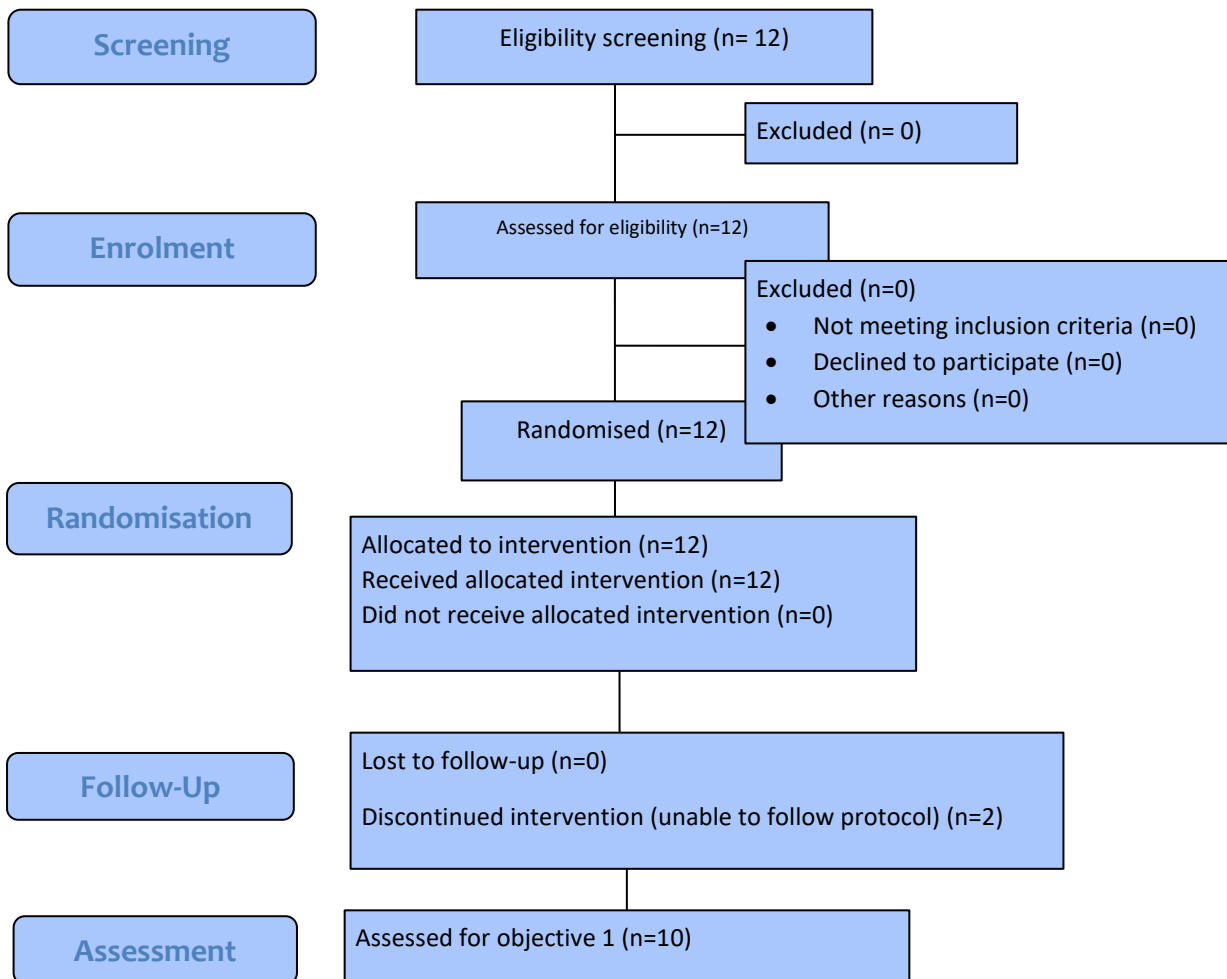 Screening
Eligibility screening (n= 12)
Excluded (n= 0)
Enrolment
Assessed for eligibility (n=12)
Excluded (n=0)
• Not meeting inclusion criteria (n=0)
• Declined to participate (n=0)
• Other reasons (n=0)
Randomised (n=12)
Randomisation
Allocated to intervention (n=12)
Received allocated intervention (n=12)
Did not receive allocated intervention (n=0)
Follow-Up
Lost to follow-up (n=0)
Discontinued intervention (unable to follow protocol) (n=2)
Assessment
Assessed for objective 1 (n=10)